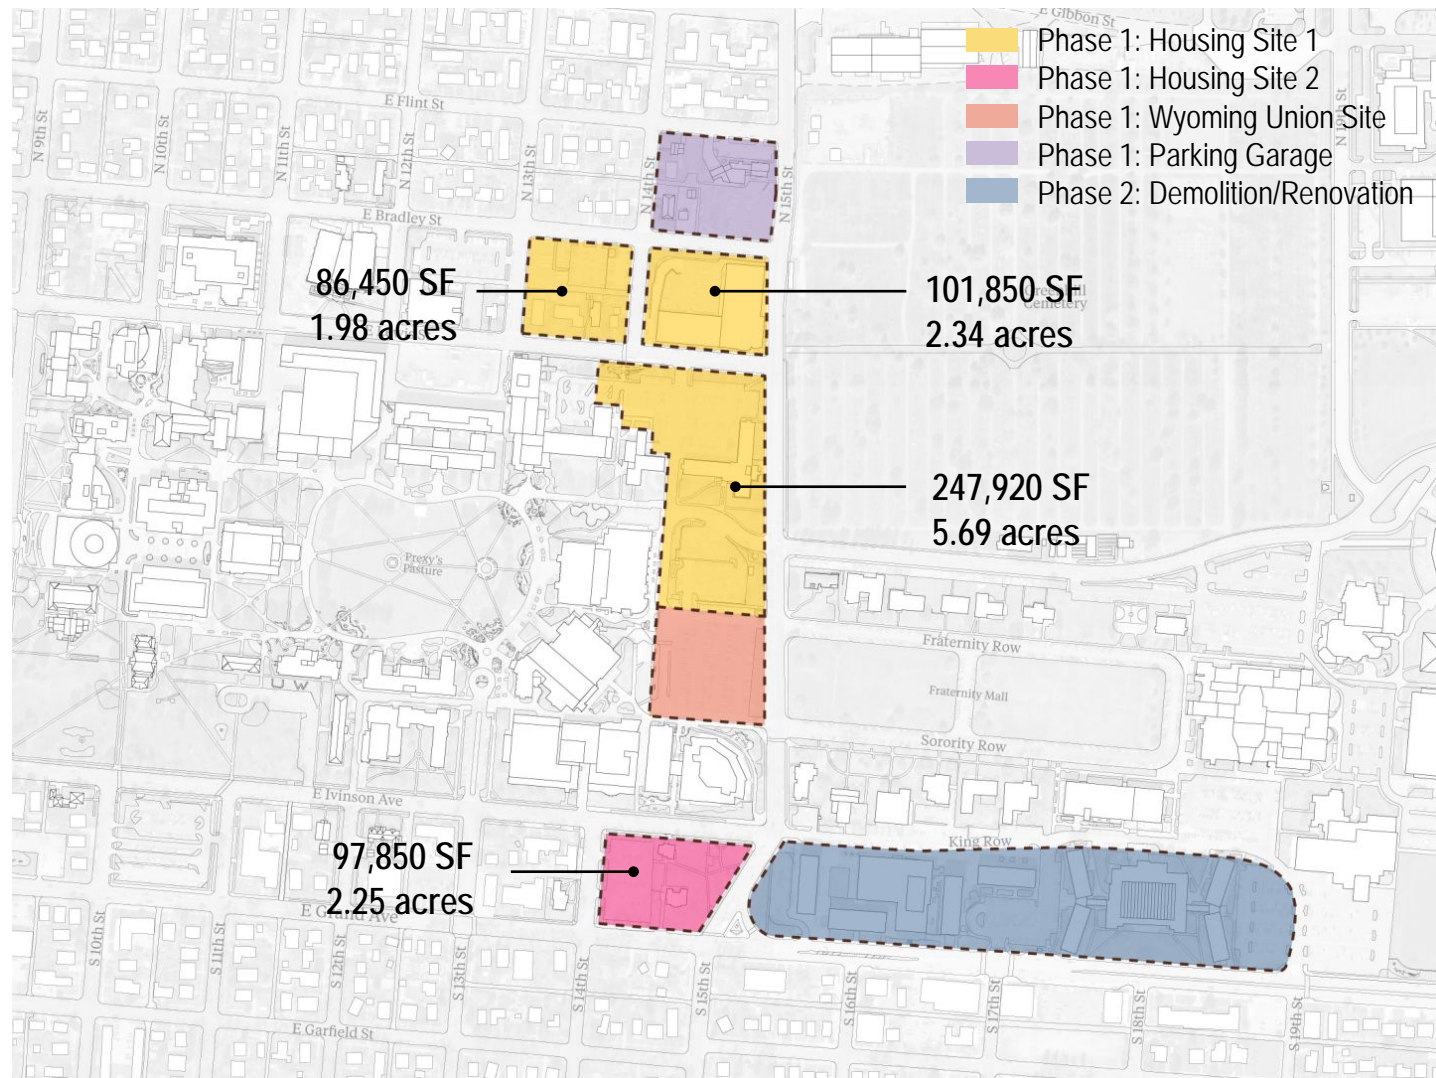 E Gibbon St
Phase 1: Housing Site 1
Phase 1: Housing Site 2
Phase 1: Wyoming Union Site
Phase 1: Parking Garage
Phase 2: Demolition/Renovation
E Flint St
N 9th St
N 10th St
N 11th St
N 12th St
N 13th St
N 14th St
N 15th St
E Bradley St
86,450 SF
1.98 acres
101,850 SF
2.34 acres
Cemetery
247,920 SF
5.69 acres
Prexy's
Pasture
Fraternity Row
Fraternity Mall
Sorority Row
U W
E Ivinson Ave
King Row
97,850 SF
2.25 acres
E Grand Ave
S 10th St
S 11th St
S 12th St
S 13th St
S 14th St
S 15th St
S 16th St
S 17th St
S 18th St
S 19th St
E Garfield St